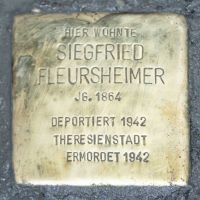 HIER WOHNTE
SIEGFRIED
FLEURSHEIMER
JG. 1864
DEPORTIERT 1942
THERESIENSTADT
ERMORDET 1942